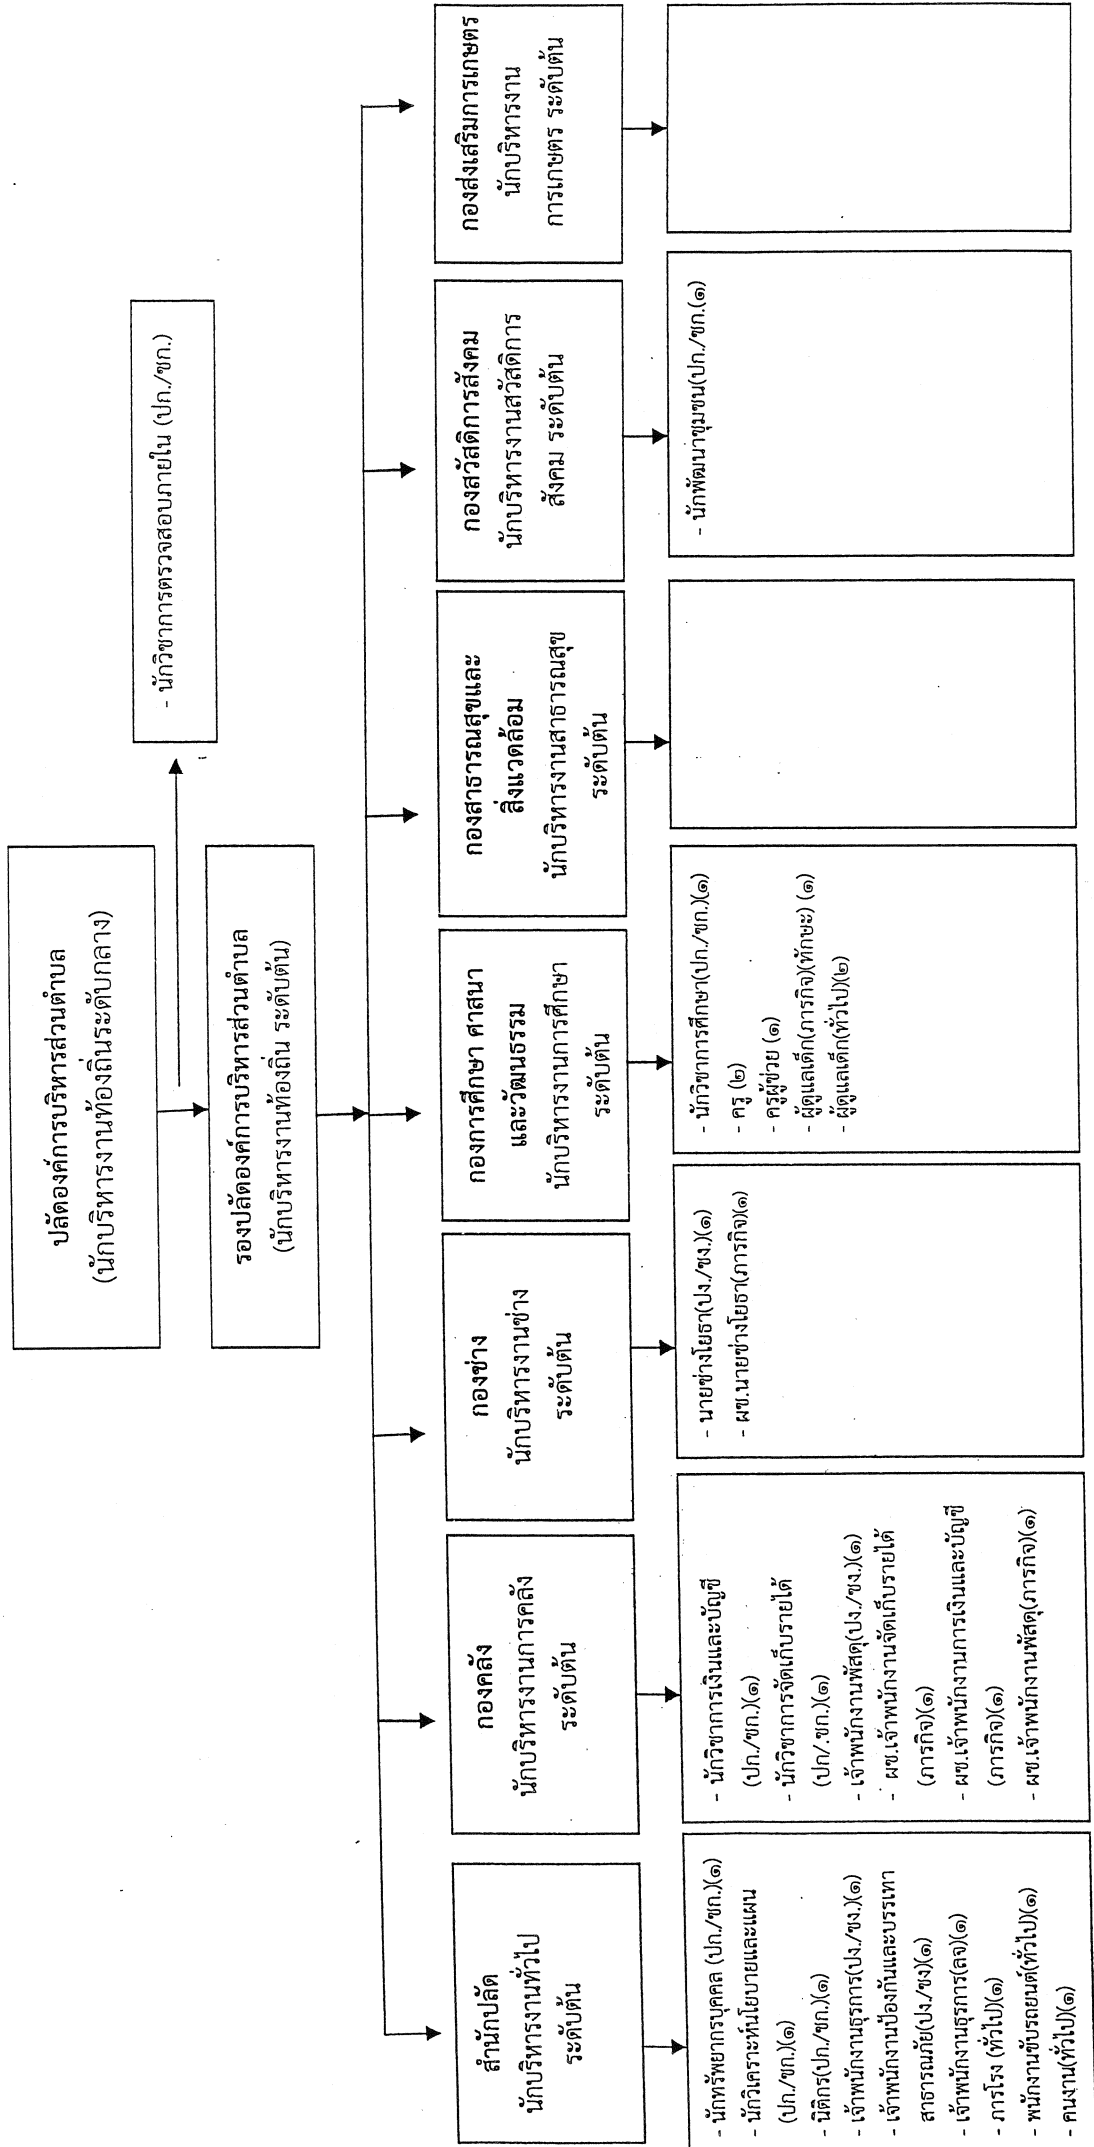 ปลัดองค์การบริหารส่วนตำบล
(นักบริหารงานท้องถิ่นระดับกลาง)
- นักวิชาการตรวจสอบภายใน (ปก./ชก.)
รองปลัดองค์การบริหารส่วนตำบล
(นักบริหารงานท้องถิ่น ระดับต้น)
สำนักปลัด
นักบริหารงานทั่วไป
ระดับต้น
กองคลัง
นักบริหารงานการคลัง
ระดับต้น
กองช่าง
นักบริหารงานช่าง
ระดับต้น
กองการศึกษา ศาสนา
และวัฒนธรรม
นักบริหารงานการศึกษา
ระดับต้น
กองสาธารณสุขและ
สิ่งแวดล้อม
นักบริหารงานสาธารณสุข
ระดับต้น
กองสวัสดิการสังคม
นักบริหารงานสวัสดิการ
สังคม ระดับต้น
กองส่งเสริมการเกษตร
นักบริหารงาน
การเกษตร ระดับต้น
- นักทรัพยากรบุคคล (ปก./ชก.)(๑)
- นักวิเคราะห์นโยบายและแผน
(ปก./ชก.)(๑)
- นิติกร(ปก./ชก.)(๑)
- เจ้าพนักงานธุรการ(ปง./ชง.)(๑)
- เจ้าพนักงานป้องกันและบรรเทา
สาธารณภัย(ปง./ชง)(๑)
- เจ้าพนักงานธุรการ(ลจ)(๑)
- ภารโรง (ทั่วไป)(๑)
- พนักงานขับรถยนต์(ทั่วไป)(๑)
- คนงาน(ทั่วไป)(๑)
- นักวิชาการเงินและบัญชี
(ปก./ชก.)(๑)
- นักวิชาการจัดเก็บรายได้
(ปก/.ชก.)(๑)
- เจ้าพนักงานพัสดุ(ปง./ชง.)(๑)
- ผช.เจ้าพนักงานจัดเก็บรายได้
(ภารกิจ)(๑)
- ผช.เจ้าพนักงานการเงินและบัญชี
(ภารกิจ)(๑)
- ผช.เจ้าพนักงานพัสดุ(ภารกิจ)(๑)
- นายช่างโยธา(ปง./ชง.)(๑)
- ผช.นายช่างโยธา(ภารกิจ)(๑)
- นักวิชาการศึกษา(ปก./ชก.)(๑)
- ครู (๒)
- ครูผู้ช่วย (๑)
- ผู้ดูแลเด็ก(ภารกิจ)(ทักษะ) (๑)
- ผู้ดูแลเด็ก(ทั่วไป)(๒)
- นักพัฒนาชุมชน(ปก./ชก.(๑)